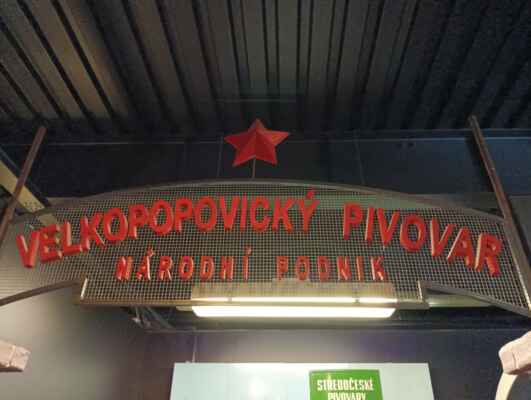 VELKOPOPOVICKÝ PIVOVAR
NÁRODNÍ PODNIK
STŘEDOČESKÉ
PIVOVARY